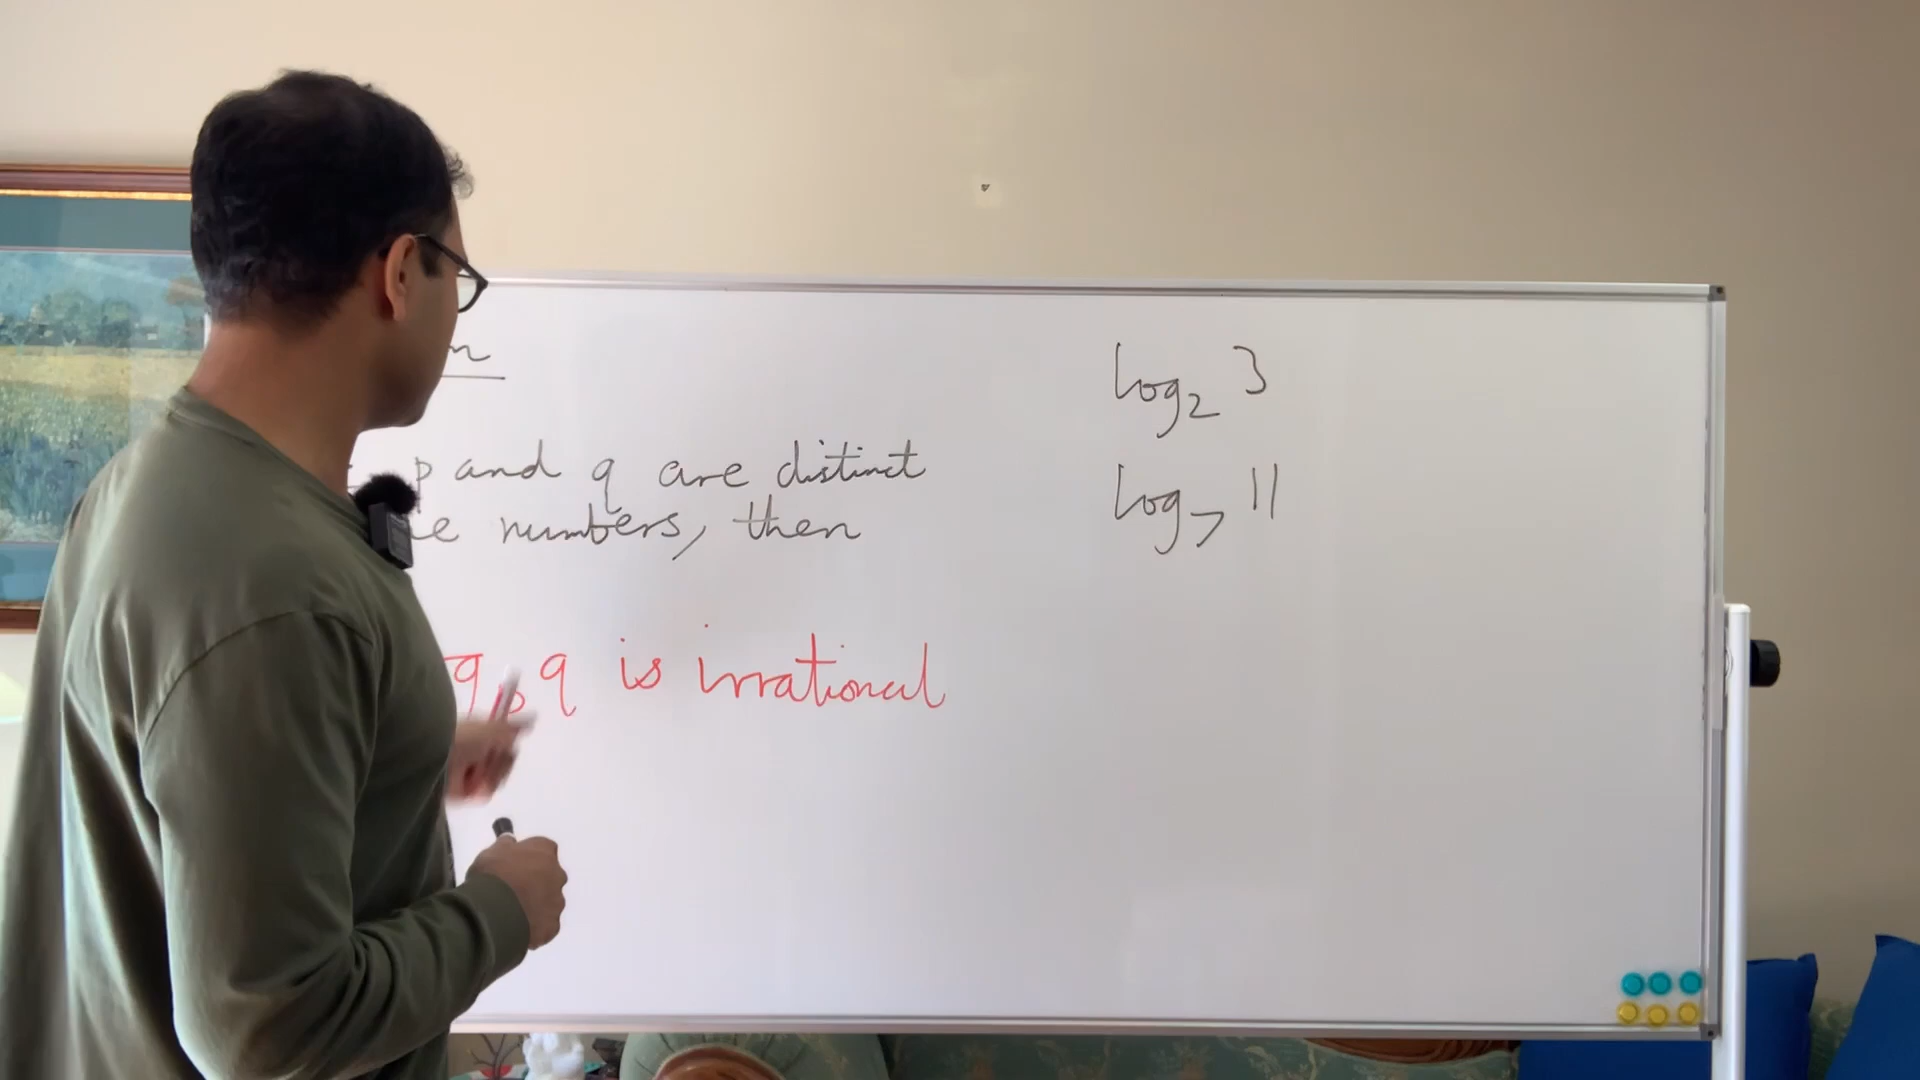 p and q are distinct
numbers, then
q is irrational
log₂ 3
log₇ 11